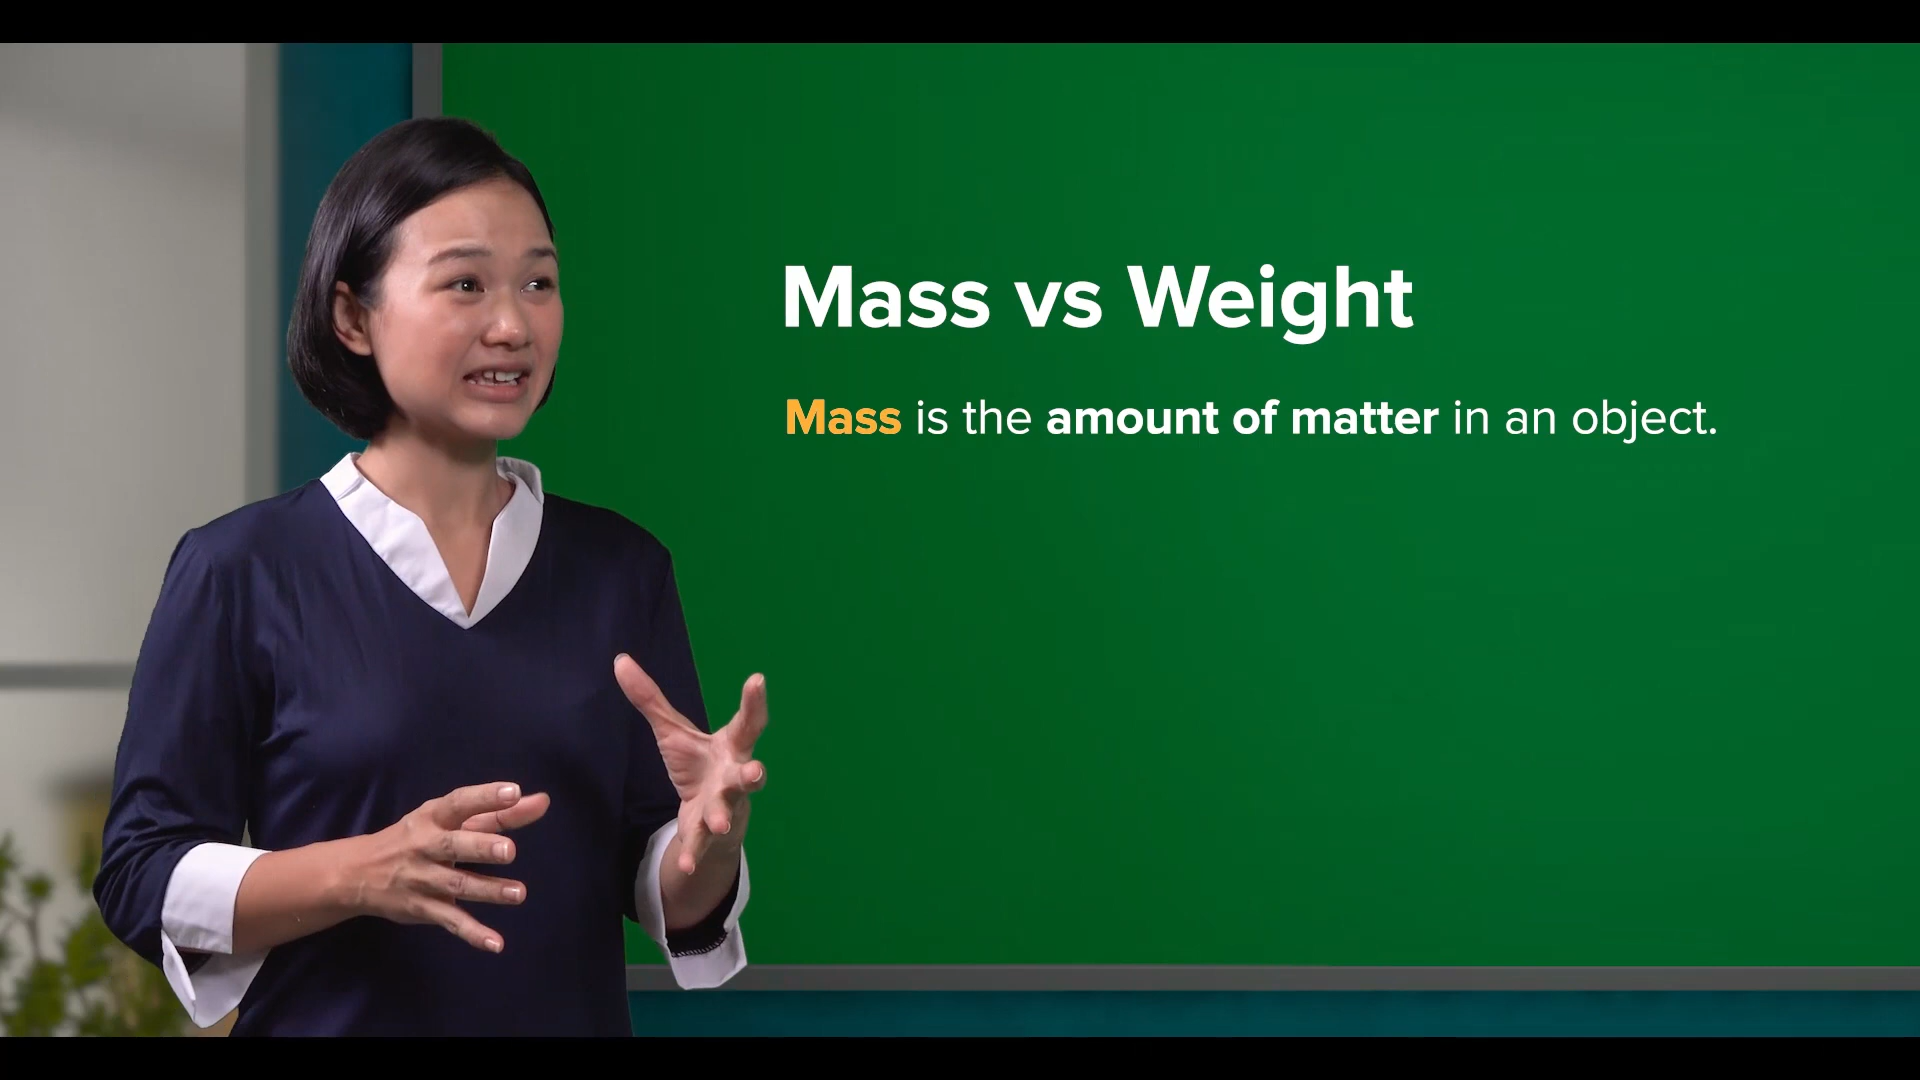 Mass vs Weight
Mass is the amount of matter in an object.